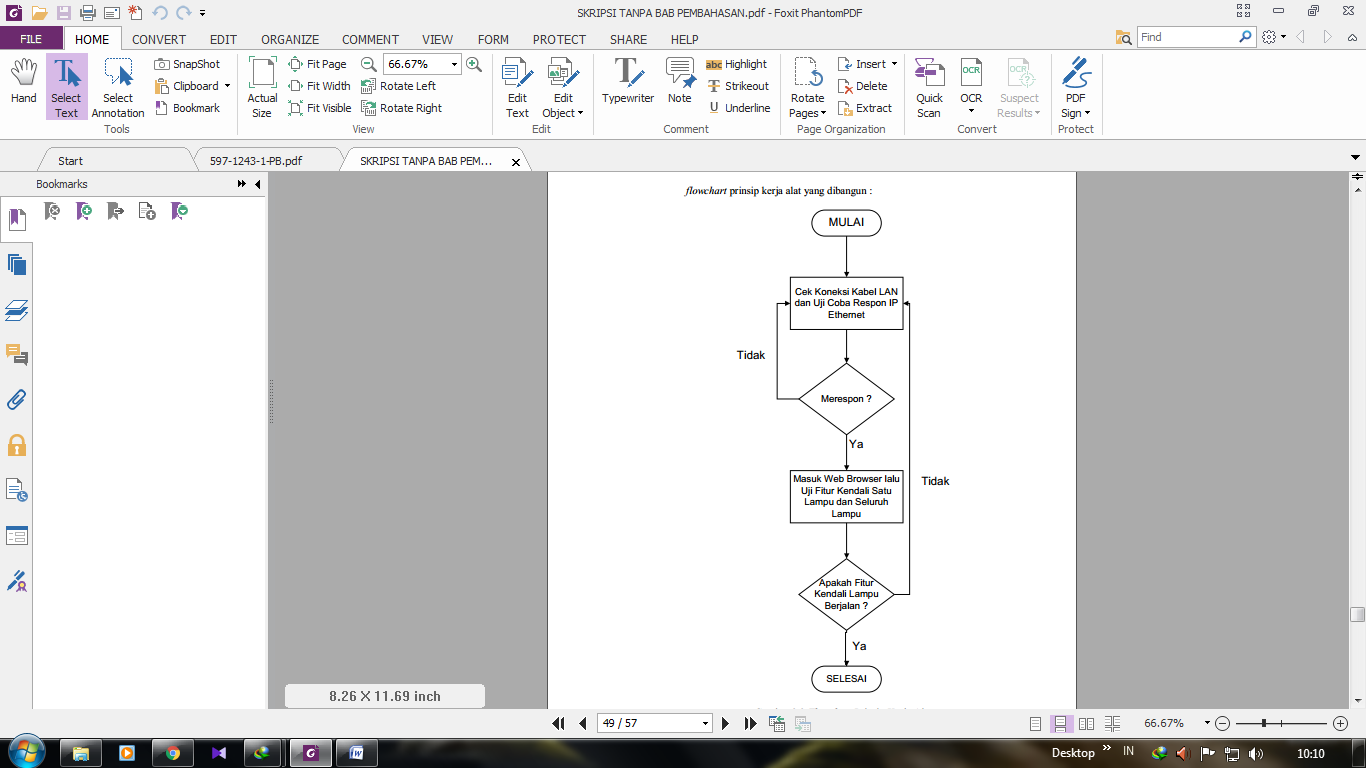 SKRIPSI TANPA BAB PEMBAHASAN.pdf - Foxit PhantomPDF
FILE HOME CONVERT EDIT ORGANIZE COMMENT VIEW FORM PROTECT SHARE HELP
Find
Hand
Select
Text
Select
Annotation
SnapShot
Clipboard
Bookmark
Tools
Actual
Size
Fit Page
Fit Width
Fit Visible
66.67%
Rotate Left
Rotate Right
View
Edit
Text
Edit
Object
Edit
Typewriter
Note
abc Highlight
Strikeout
Underline
Comment
Rotate
Pages
Insert
Delete
Extract
Page Organization
Quick
Scan
OCR
OCR
OCR
Suspect
Results
Convert
PDF
Sign
Protect
Start
597-1243-1-PB.pdf
SKRIPSI TANPA BAB PEM...
Bookmarks
flowchart prinsip kerja alat yang dibangun :
MULAI
Cek Koneksi Kabel LAN
dan Uji Coba Respon IP
Ethernet
Tidak
Merespon ?
Ya
Masuk Web Browser lalu
Uji Fitur Kendali Satu
Lampu dan Seluruh
Lampu
Tidak
Apakah Fitur
Kendali Lampu
Berjalan ?
Ya
SELESAI
8.26 X 11.69 inch
49 / 57
66.67%
Desktop
IN
10:10